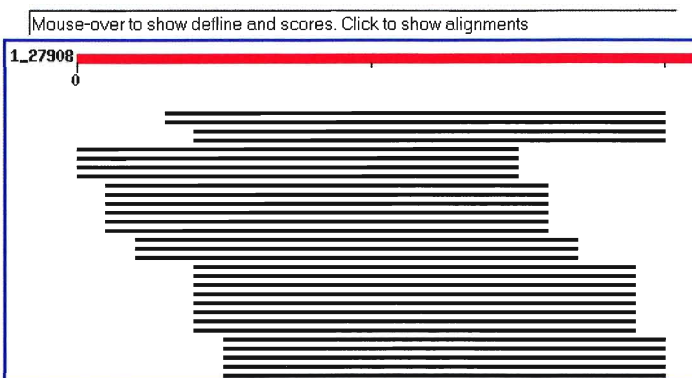 Mouse-over to show defline and scores. Click to show alignments
1_27908
0